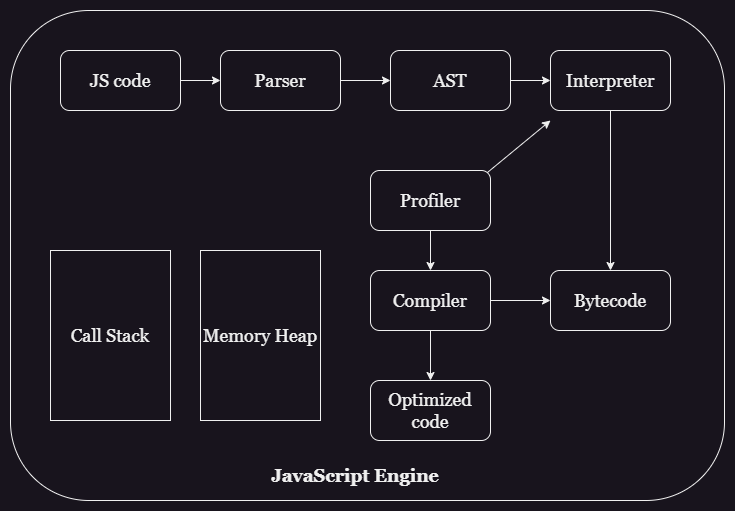 JS code
Parser
AST
Interpreter
Profiler
Compiler
Bytecode
Call Stack
Memory Heap
Optimized
code
JavaScript Engine